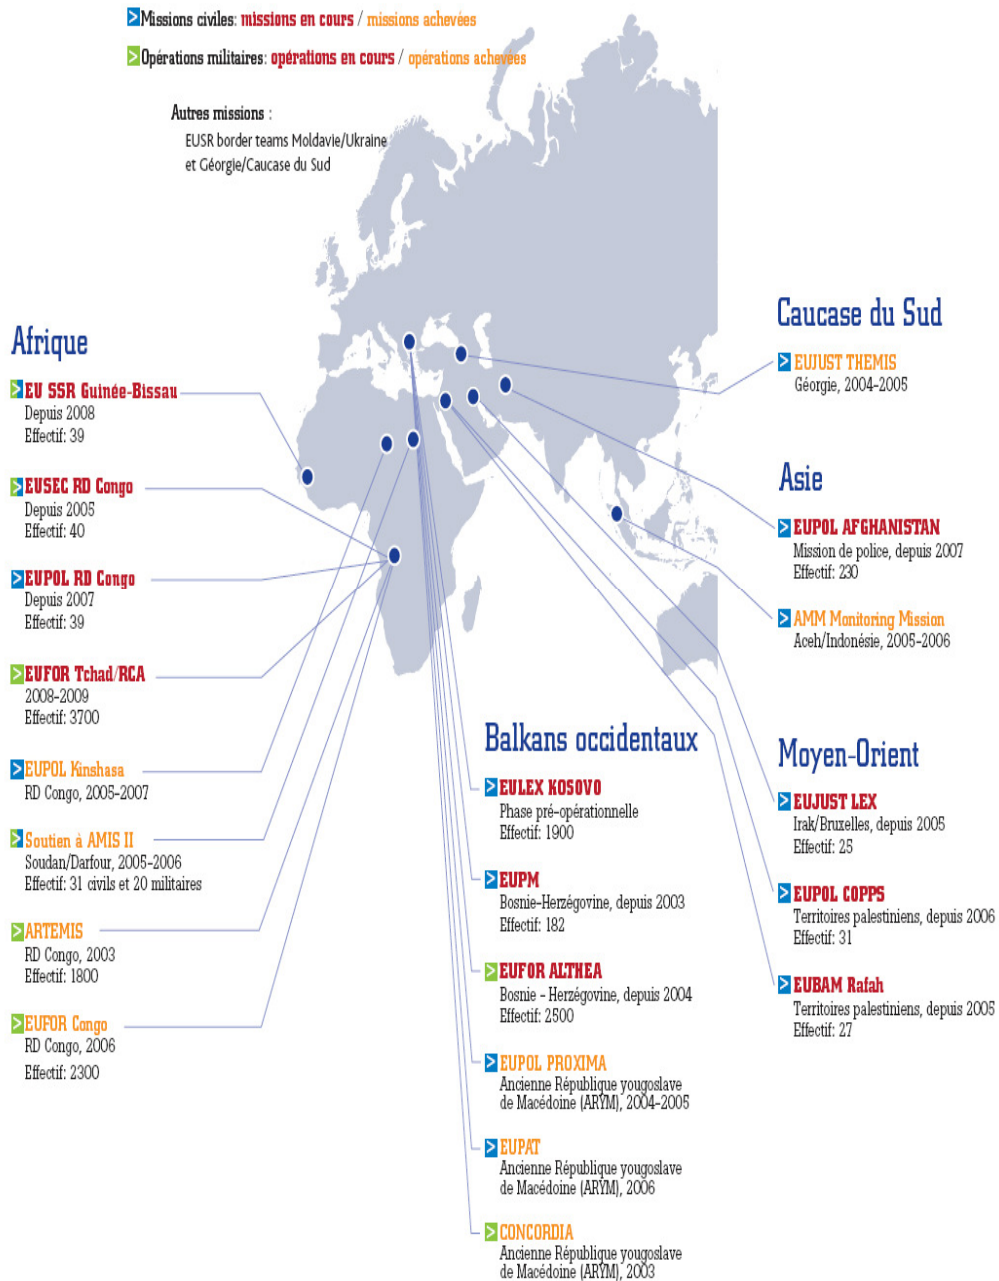 Missions civiles: missions en cours / missions achevées
Opérations militaires: opérations en cours / opérations achevées
Autres missions :
EUSR border teams Moldavie/Ukraine
et Géorgie/Caucase du Sud
Afrique
EU SSR Guinée-Bissau
Depuis 2008
Effectif: 39
EUSEC RD Congo
Depuis 2005
Effectif: 40
EUPOL RD Congo
Depuis 2007
Effectif: 39
EUFOR Tchad/RCA
2008-2009
Effectif: 3700
EUPOL Kinshasa
RD Congo, 2005-2007
Soutien à AMIS II
Soudan/Darfour, 2005-2006
Effectif: 31 civils et 20 militaires
ARTEMIS
RD Congo, 2003
Effectif: 1800
EUFOR Congo
RD Congo, 2006
Effectif: 2300
Balkans occidentaux
EULEX KOSOVO
Phase pré-opérationnelle
Effectif: 1900
EUPM
Bosnie-Herzégovine, depuis 2003
Effectif: 182
EUFOR ALTHEA
Bosnie - Herzégovine, depuis 2004
Effectif: 2500
EUPOL PROXIMA
Ancienne République yougoslave
de Macédoine (ARYM), 2004-2005
EUPAT
Ancienne République yougoslave
de Macédoine (ARYM), 2006
CONCORDIA
Ancienne République yougoslave
de Macédoine (ARYM), 2003
Caucase du Sud
EUJUST THEMIS
Géorgie, 2004-2005
Asie
EUPOL AFGHANISTAN
Mission de police, depuis 2007
Effectif: 230
AMM Monitoring Mission
Aceh/Indonésie, 2005-2006
Moyen-Orient
EUJUST LEX
Irak/Bruxelles, depuis 2005
Effectif: 25
EUPOL COPPS
Territoires palestiniens, depuis 2006
Effectif: 31
EUBAM Rafah
Territoires palestiniens, depuis 2005
Effectif: 27